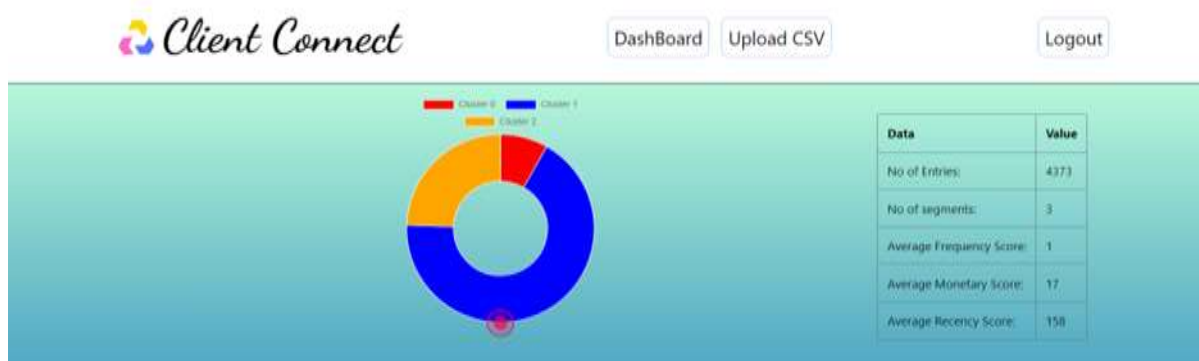 Client Connect
DashBoard Upload CSV Logout
Cluster 0 Cluster 1
Cluster 2
Data Value
No of Entries: 4373
No of segments: 3
Average Frequency Score: 1
Average Monetary Score: 17
Average Recency Score: 158